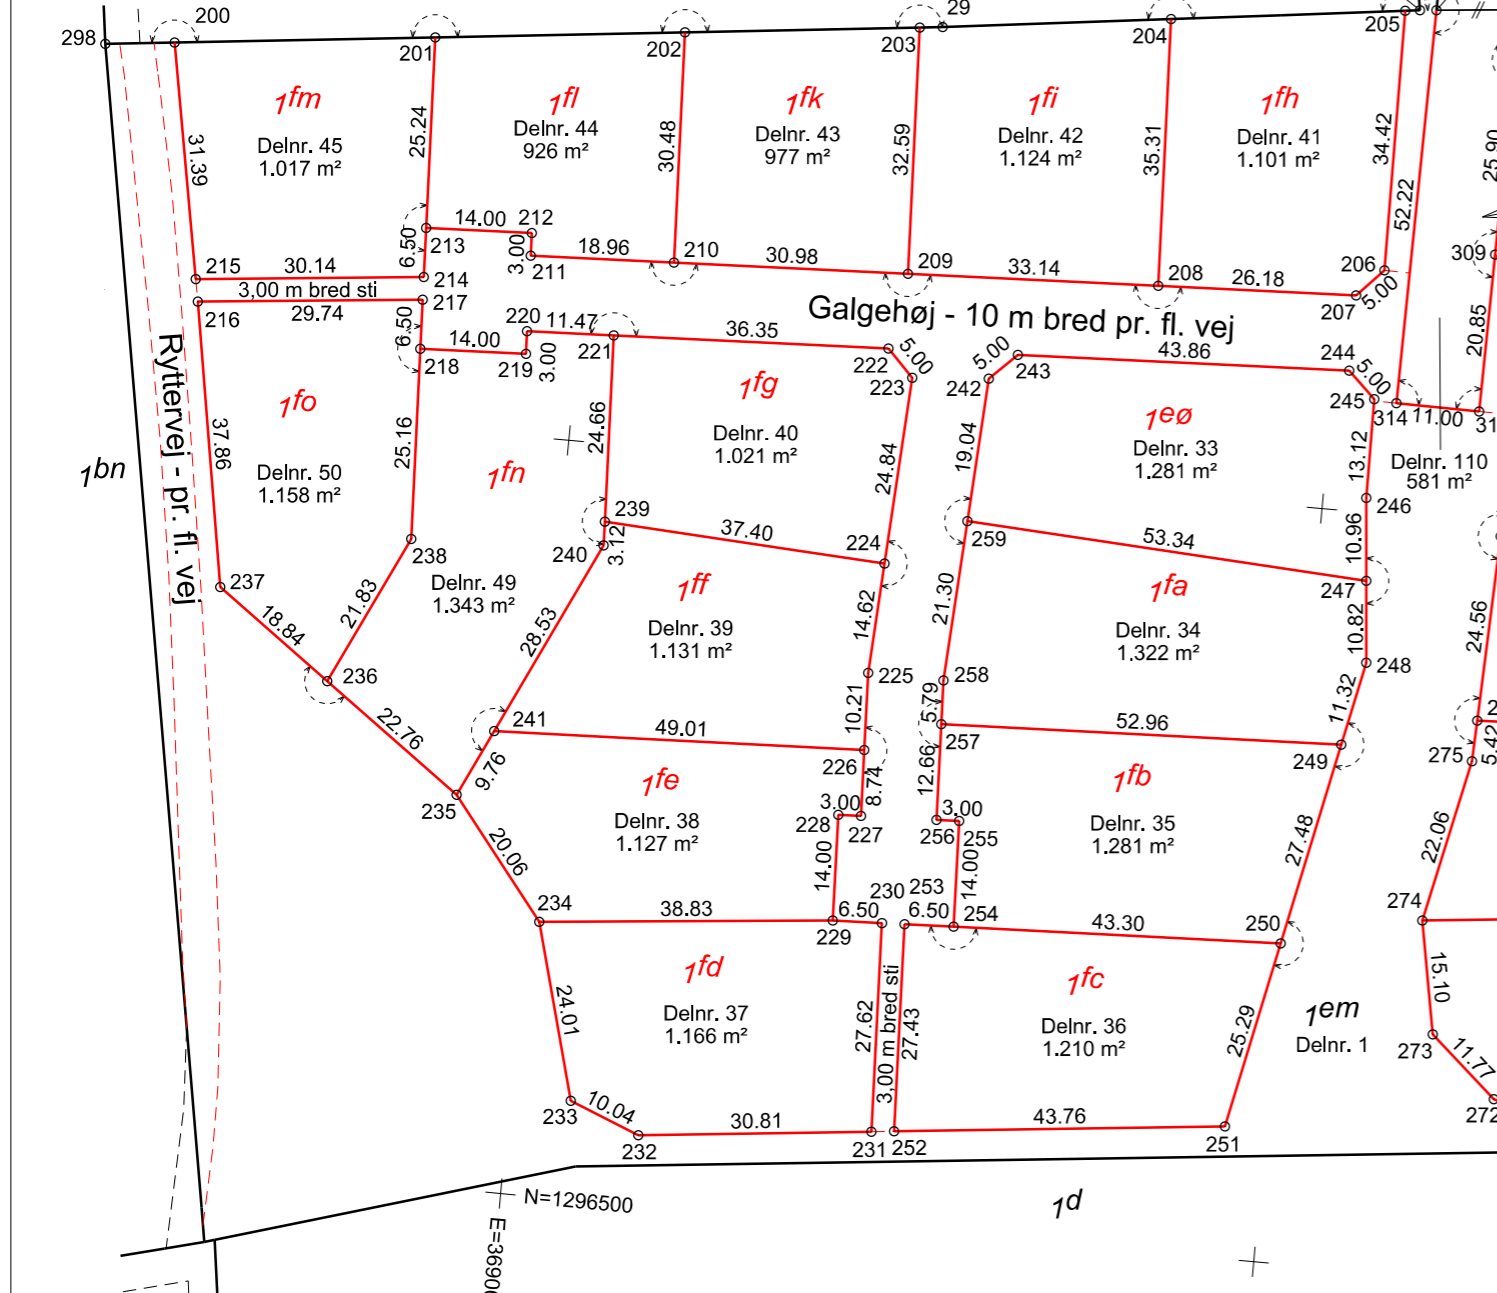 200
29
298
201
202
203
204
205
1fm
1fl
1fk
1fi
1fh
Delnr. 45
1.017 m²
Delnr. 44
926 m²
Delnr. 43
977 m²
Delnr. 42
1.124 m²
Delnr. 41
1.101 m²
31.39
25.24
30.48
32.59
35.31
34.42
52.22
25.90
14.00
212
213
6.50
3.00
211
18.96
210
30.98
209
33.14
208
26.18
206
207
5.00
309
215
30.14
214
3,00 m bred sti
217
216
29.74
Galgehøj - 10 m bred pr. fl. vej
6.50
14.00
218
220
11.47
219
3.00
221
36.35
222
5.00
223
5.00
242
243
43.86
244
5.00
245
314
11.00
31
20.85
Ryttervej - pr. fl. vej
1bn
1fo
Delnr. 50
1.158 m²
37.86
25.16
1fn
24.66
1fg
Delnr. 40
1.021 m²
24.84
19.04
1eø
Delnr. 33
1.281 m²
13.12
Delnr. 110
581 m²
246
239
37.40
224
259
53.34
10.96
247
240
3.12
238
237
18.84
21.83
Delnr. 49
1.343 m²
28.53
1ff
Delnr. 39
1.131 m²
14.62
21.30
1fa
Delnr. 34
1.322 m²
10.82
24.56
236
225
258
248
22.76
241
49.01
10.21
5.79
257
52.96
11.32
249
2
275
5.42
226
235
9.76
1fe
Delnr. 38
1.127 m²
8.74
3.00
228
227
12.66
3.00
256
255
1fb
Delnr. 35
1.281 m²
27.48
22.06
20.06
14.00
14.00
234
38.83
229
6.50
230
253
6.50
254
43.30
250
274
1fd
Delnr. 37
1.166 m²
24.01
27.62
3,00 m bred sti
27.43
1fc
Delnr. 36
1.210 m²
25.29
1em
Delnr. 1
15.10
273
11.77
272
233
10.04
232
30.81
231
252
43.76
251
N=1296500
E=36900
1d